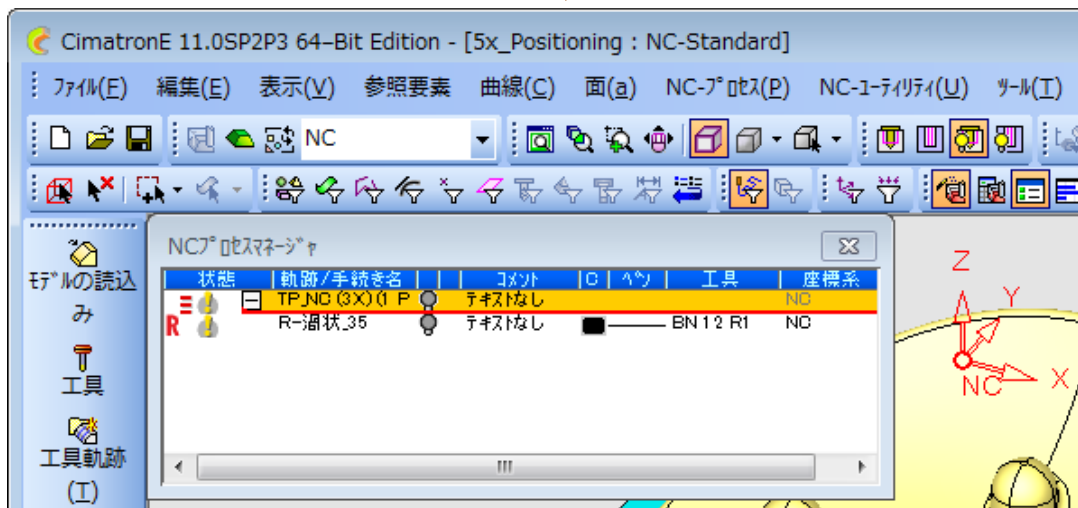 CimatronE 11.0SP2P3 64-Bit Edition - [5x_Positioning : NC-Standard]
ﾌｧｲﾙ(F) 編集(E) 表示(V) 参照要素 曲線(C) 面(a) NC-ﾌﾟﾛｾｽ(P) NC-ﾕｰﾃｨﾘﾃｨ(U) ﾂｰﾙ(T)
NC
NCﾌﾟﾛｾｽﾏﾈｰｼﾞｬ
状態 軌跡/手続き名 ｺﾒﾝﾄ C ﾍﾟﾝ 工具 座標系
TP_NC (3X) (1 P ﾃｷｽﾄなし NC
R R-渦状_35 ﾃｷｽﾄなし BN 12 R1 NC
ﾓﾃﾞﾙの読込
み
工具
工具軌跡
(T)
Z
Y
X
NC